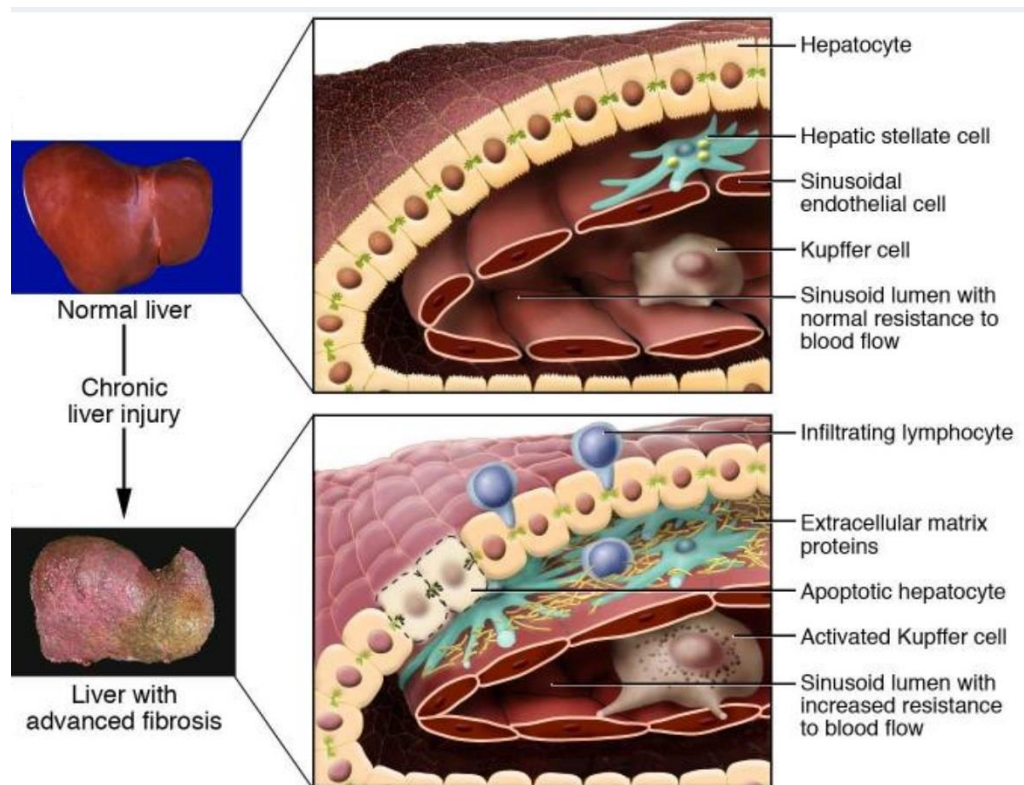 Hepatocyte
Hepatic stellate cell
Sinusoidal
endothelial cell
Kupffer cell
Sinusoid lumen with
normal resistance to
blood flow
Normal liver
Chronic
liver injury
Infiltrating lymphocyte
Extracellular matrix
proteins
Apoptotic hepatocyte
Activated Kupffer cell
Sinusoid lumen with
increased resistance
to blood flow
Liver with
advanced fibrosis